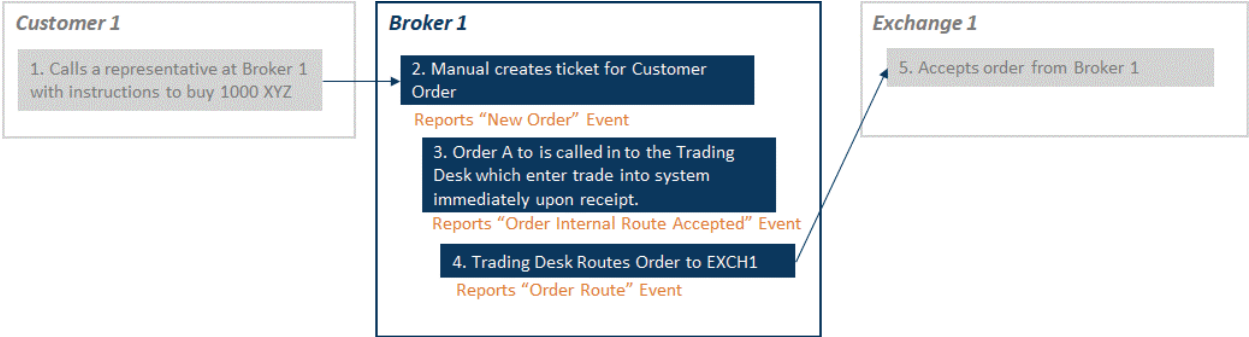 Customer 1
1. Calls a representative at Broker 1
with instructions to buy 1000 XYZ
Broker 1
2. Manual creates ticket for Customer
Order
Reports “New Order” Event
3. Order A to is called in to the Trading
Desk which enter trade into system
immediately upon receipt.
Reports “Order Internal Route Accepted” Event
4. Trading Desk Routes Order to EXCH1
Reports “Order Route” Event
Exchange 1
5. Accepts order from Broker 1